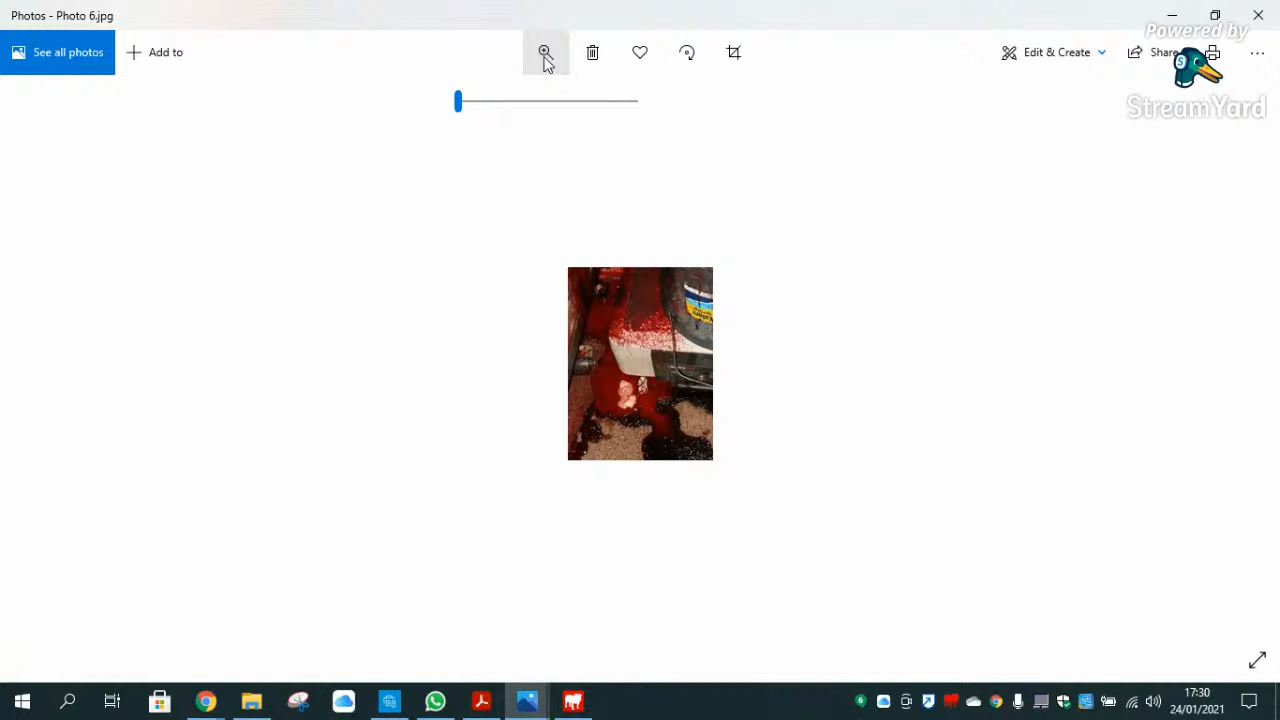 Photos - Photo 6.jpg
See all photos
Add to
Edit & Create
Share
Powered by
S
StreamYard
6
17:30
24/01/2021